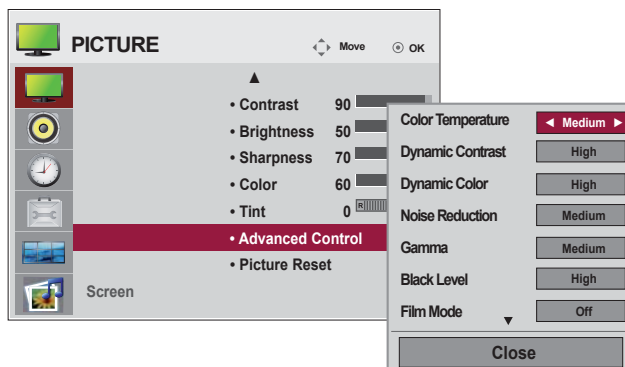 PICTURE
Move
OK
▲
• Contrast 90
• Brightness 50
• Sharpness 70
• Color 60
• Tint 0 R
• Advanced Control
• Picture Reset
Screen
Color Temperature ◄ Medium ►
Dynamic Contrast High
Dynamic Color High
Noise Reduction Medium
Gamma Medium
Black Level High
Film Mode Off
▼
Close